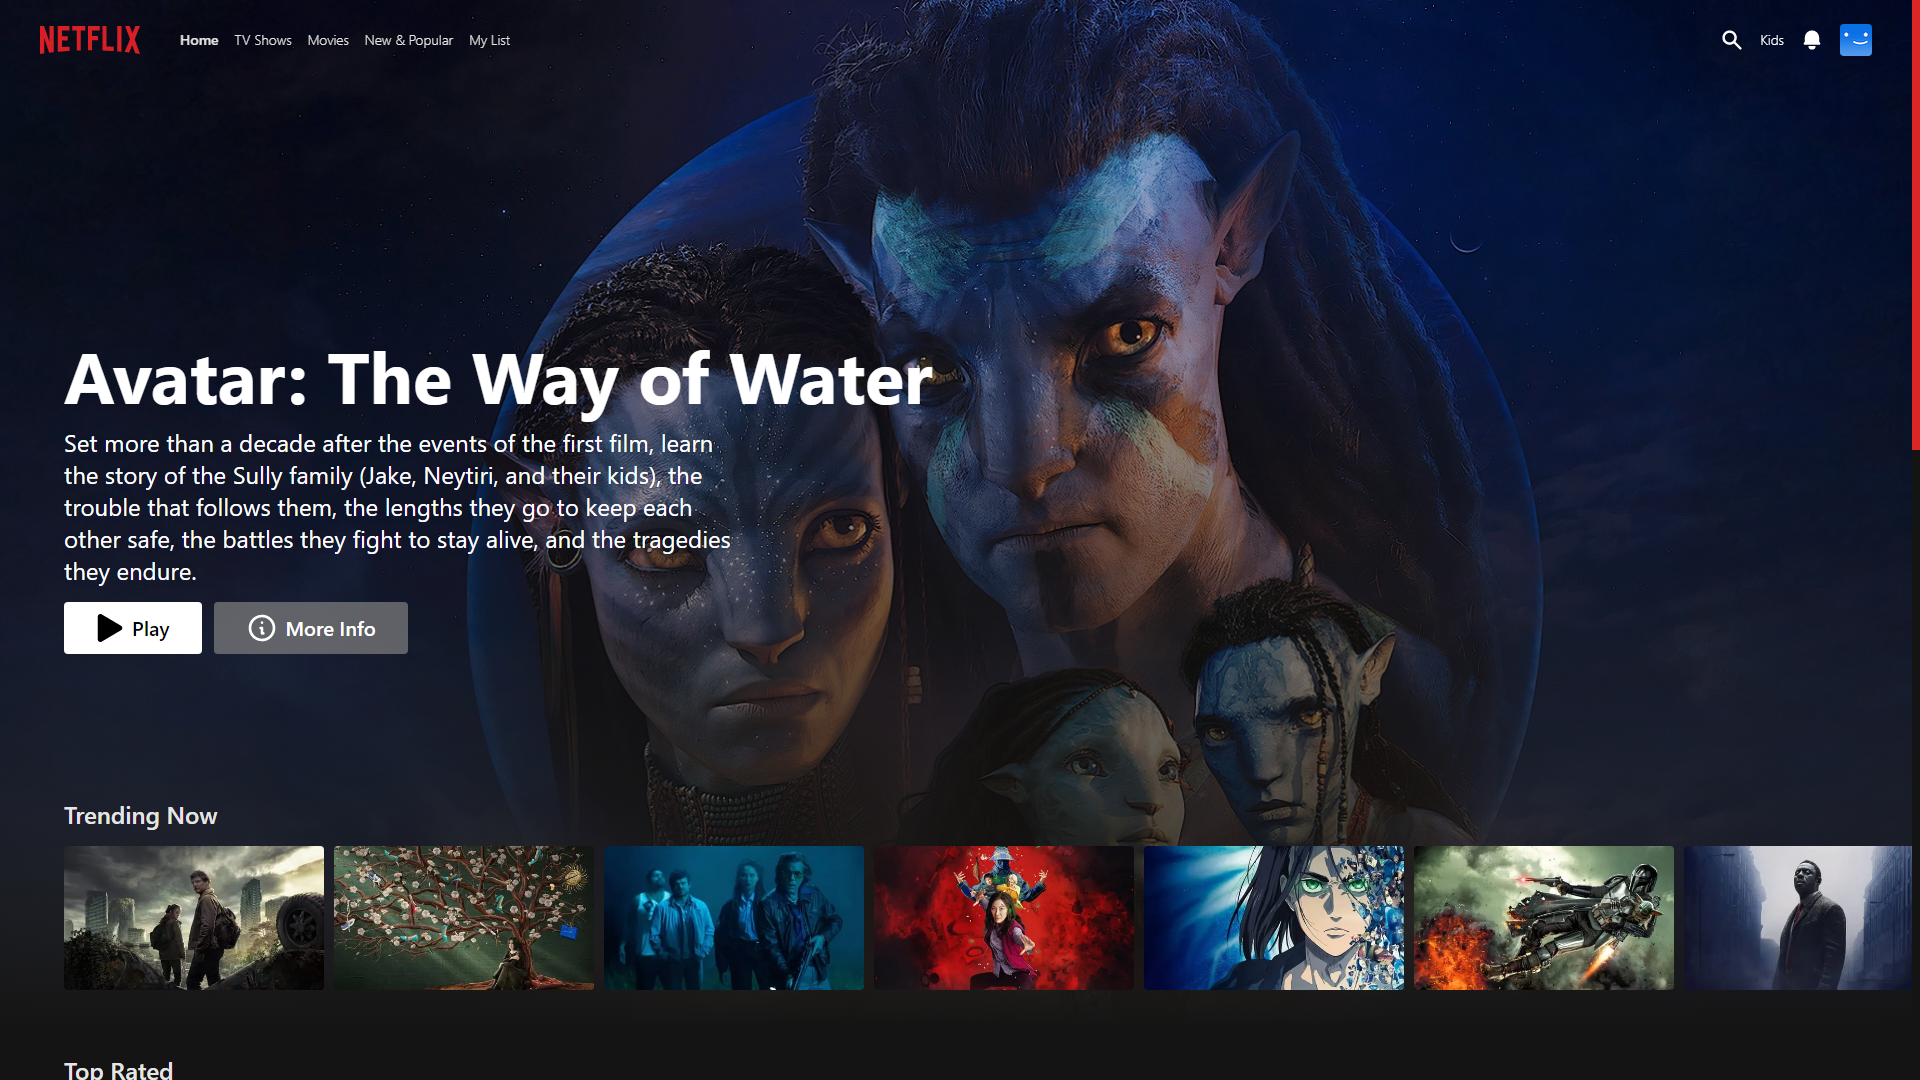 NETFLIX
Home TV Shows Movies New & Popular My List
Kids
Avatar: The Way of Water
Set more than a decade after the events of the first film, learn
the story of the Sully family (Jake, Neytiri, and their kids), the
trouble that follows them, the lengths they go to keep each
other safe, the battles they fight to stay alive, and the tragedies
they endure.
Play
More Info
Trending Now
Top Rated